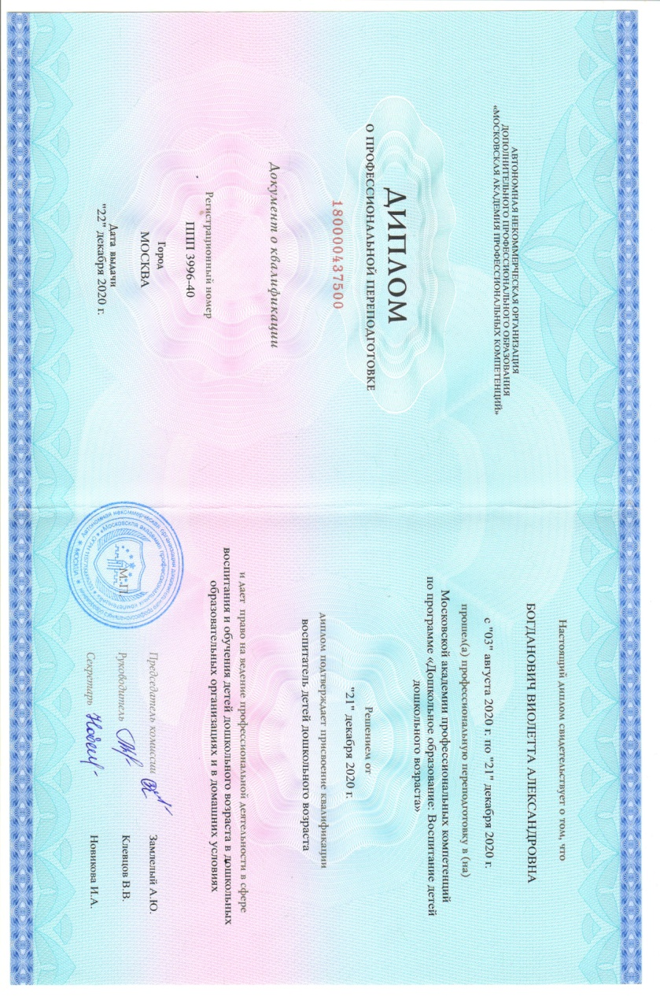 АВТОНОМНАЯ НЕКОММЕРЧЕСКАЯ ОРГАНИЗАЦИЯ
ДОПОЛНИТЕЛЬНОГО ПРОФЕССИОНАЛЬНОГО ОБРАЗОВАНИЯ
«МОСКОВСКАЯ АКАДЕМИЯ ПРОФЕССИОНАЛЬНЫХ КОМПЕТЕНЦИЙ»
ДИПЛОМ
О ПРОФЕССИОНАЛЬНОЙ ПЕРЕПОДГОТОВКЕ
180000437500
Документ о квалификации
Регистрационный номер
ППП 3996-40
Город
МОСКВА
Дата выдачи
"22" декабря 2020 г.
Настоящий диплом свидетельствует о том, что
БОГДАНОВИЧ ВИОЛЕТТА АЛЕКСАНДРОВНА
с "03" августа 2020 г. по "21" декабря 2020 г.
прошел(а) профессиональную переподготовку в (на)
Московской академии профессиональных компетенций
по программе «Дошкольное образование: Воспитание детей
дошкольного возраста»
Решением от
"21" декабря 2020 г.
диплом подтверждает присвоение квалификации
воспитатель детей дошкольного возраста
и дает право на ведение профессиональной деятельности в сфере
воспитания и обучения детей дошкольного возраста в дошкольных
образовательных организациях и в домашних условиях
Председатель комиссии Замлелый А.Ю.
М.П. Руководитель Клевцов В.В.
Секретарь Новикова И.А.